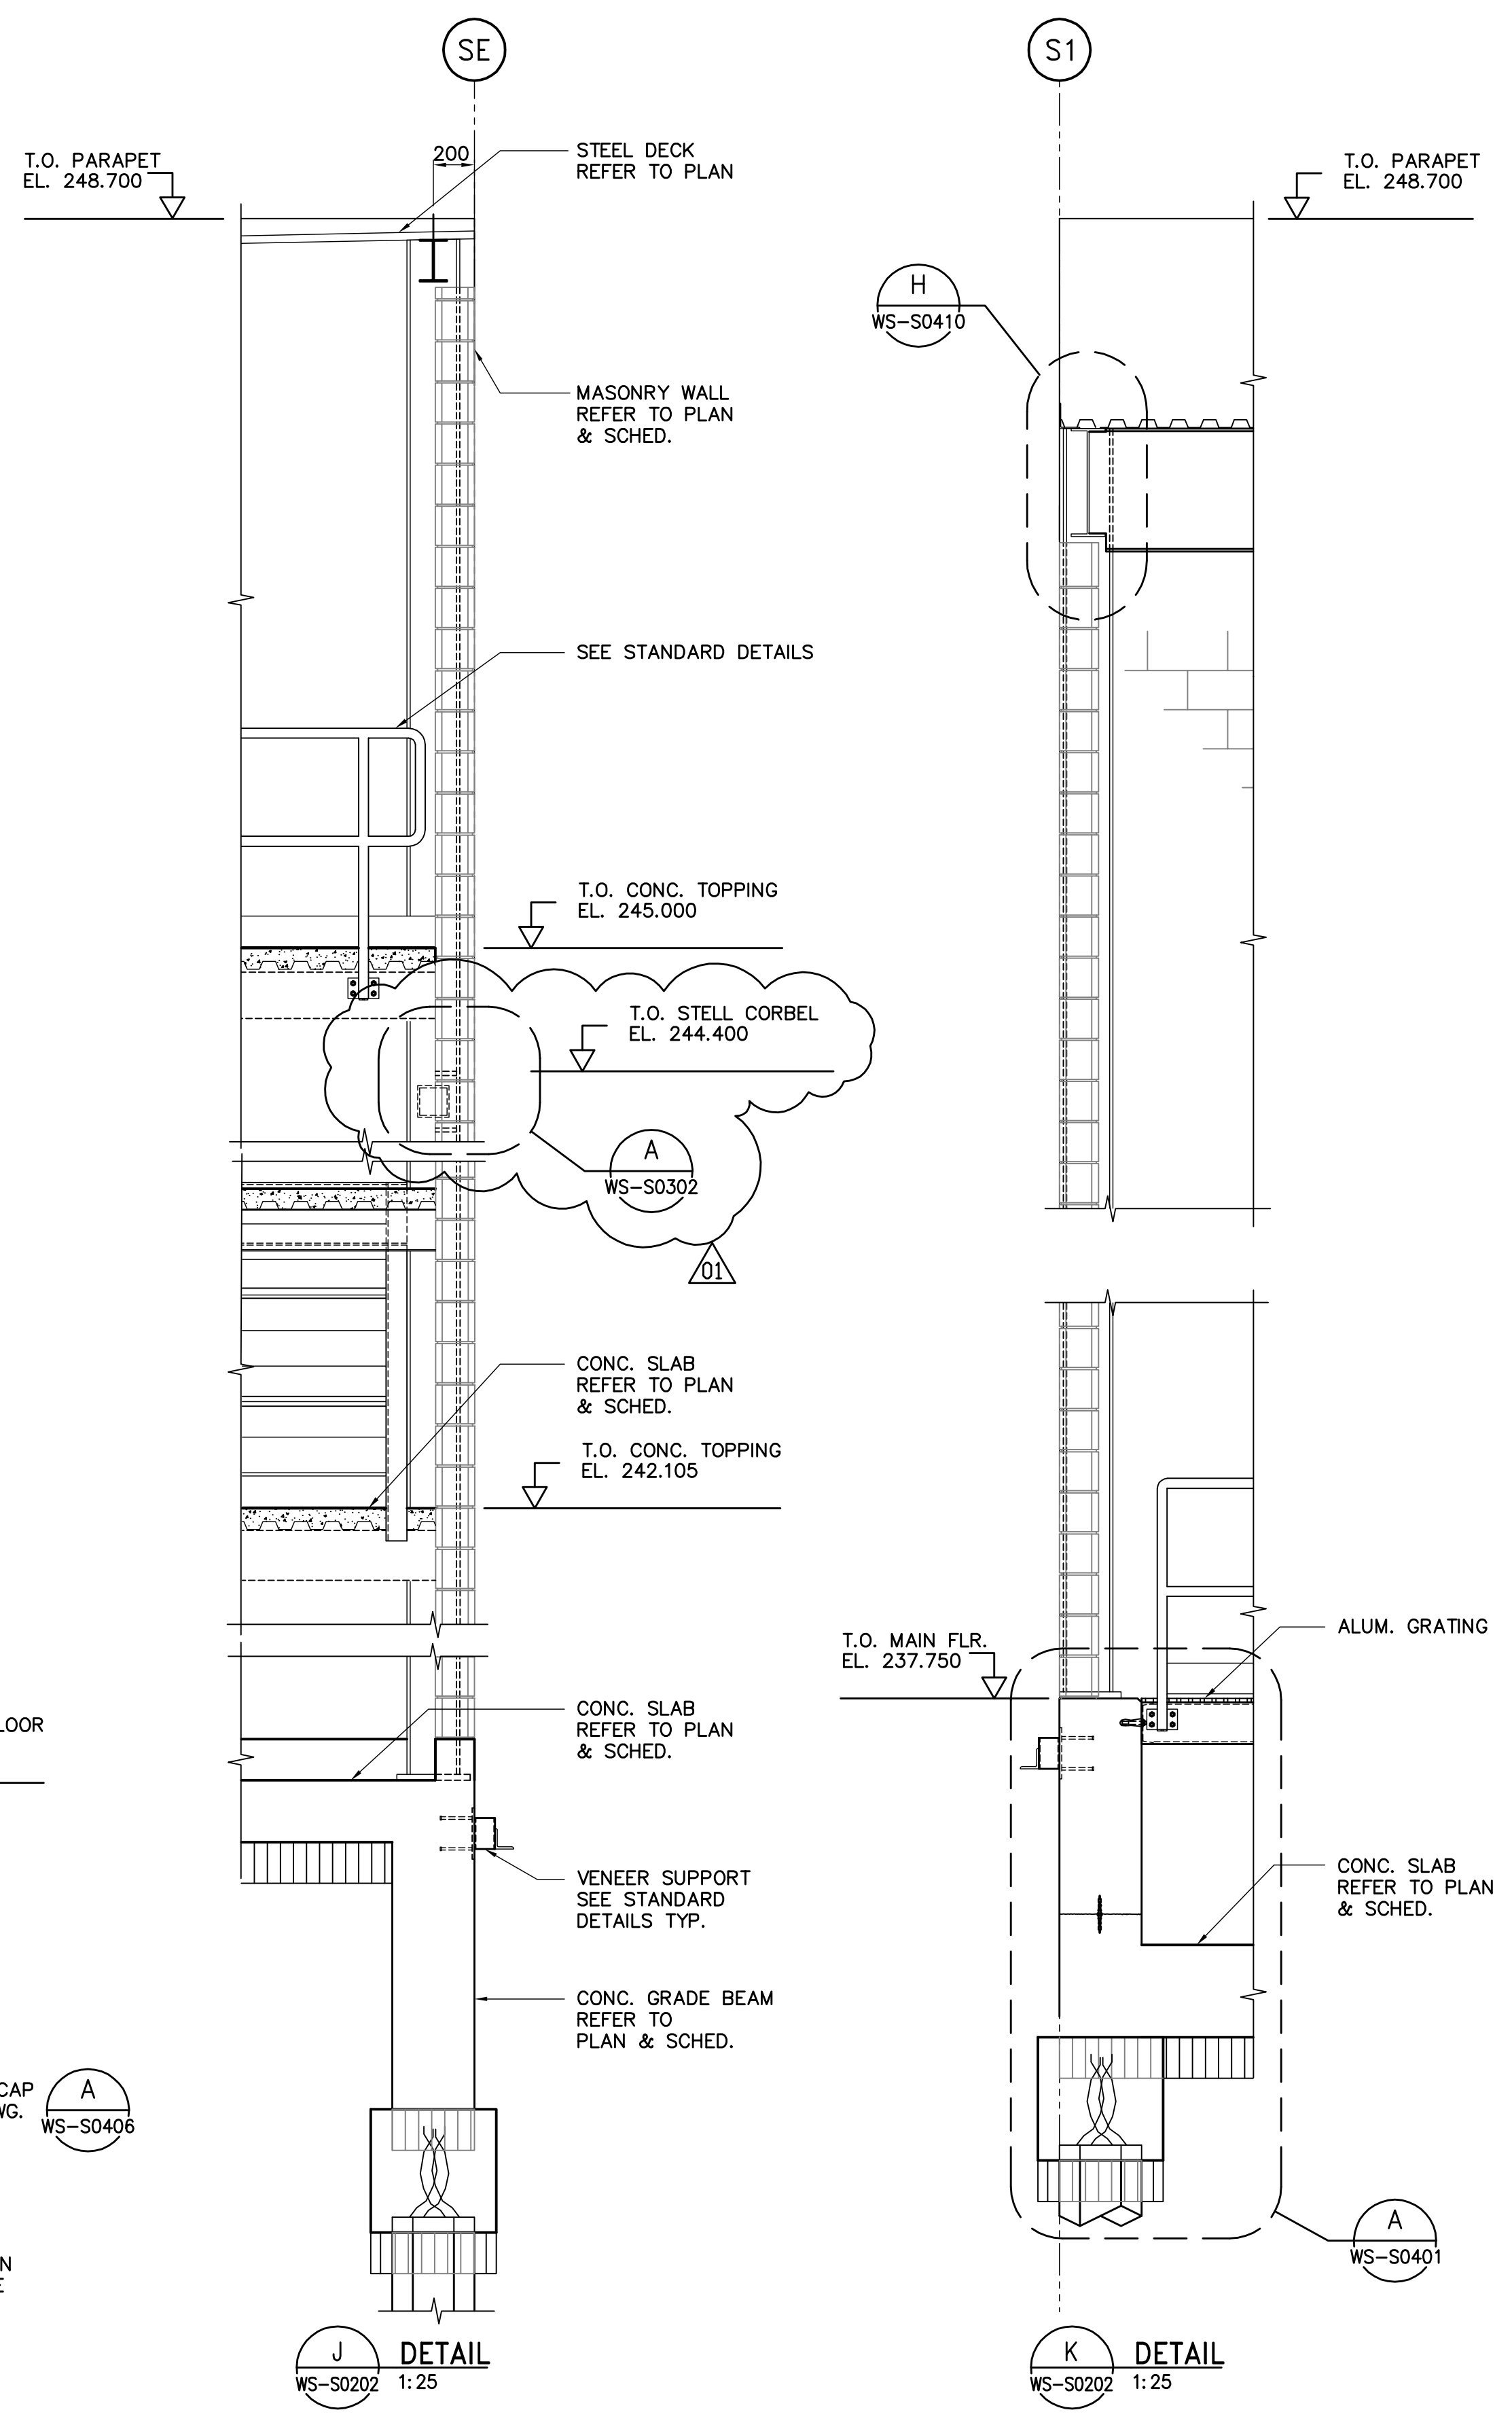 SE
S1
T.O. PARAPET
EL. 248.700
200
STEEL DECK
REFER TO PLAN
T.O. PARAPET
EL. 248.700
H
WS-S0410
MASONRY WALL
REFER TO PLAN
& SCHED.
SEE STANDARD DETAILS
T.O. CONC. TOPPING
EL. 245.000
T.O. STELL CORBEL
EL. 244.400
A
WS-S0302
01
CONC. SLAB
REFER TO PLAN
& SCHED.
T.O. CONC. TOPPING
EL. 242.105
T.O. MAIN FLR.
EL. 237.750
ALUM. GRATING
CONC. SLAB
REFER TO PLAN
& SCHED.
LOOR
VENEER SUPPORT
SEE STANDARD
DETAILS TYP.
CONC. SLAB
REFER TO PLAN
& SCHED.
CONC. GRADE BEAM
REFER TO
PLAN & SCHED.
CAP
WG.
A
WS-S0406
A
WS-S0401
N
E
J
WS-S0202
DETAIL
1:25
K
WS-S0202
DETAIL
1:25